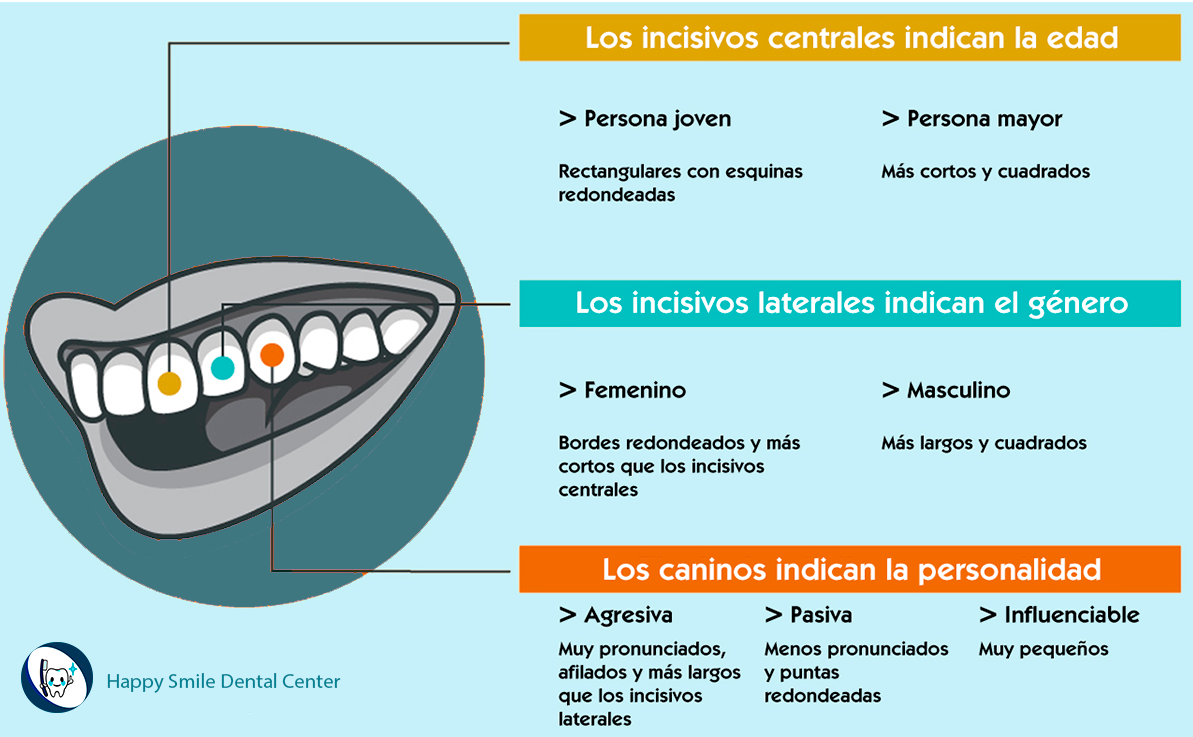 Los incisivos centrales indican la edad
> Persona joven
Rectangulares con esquinas
redondeadas
> Persona mayor
Más cortos y cuadrados
Los incisivos laterales indican el género
> Femenino
Bordes redondeados y más
cortos que los incisivos
centrales
> Masculino
Más largos y cuadrados
Los caninos indican la personalidad
> Agresiva
Muy pronunciados,
afilados y más largos
que los incisivos
laterales
> Pasiva
Menos pronunciados
y puntas
redondeadas
> Influenciable
Muy pequeños
Happy Smile Dental Center